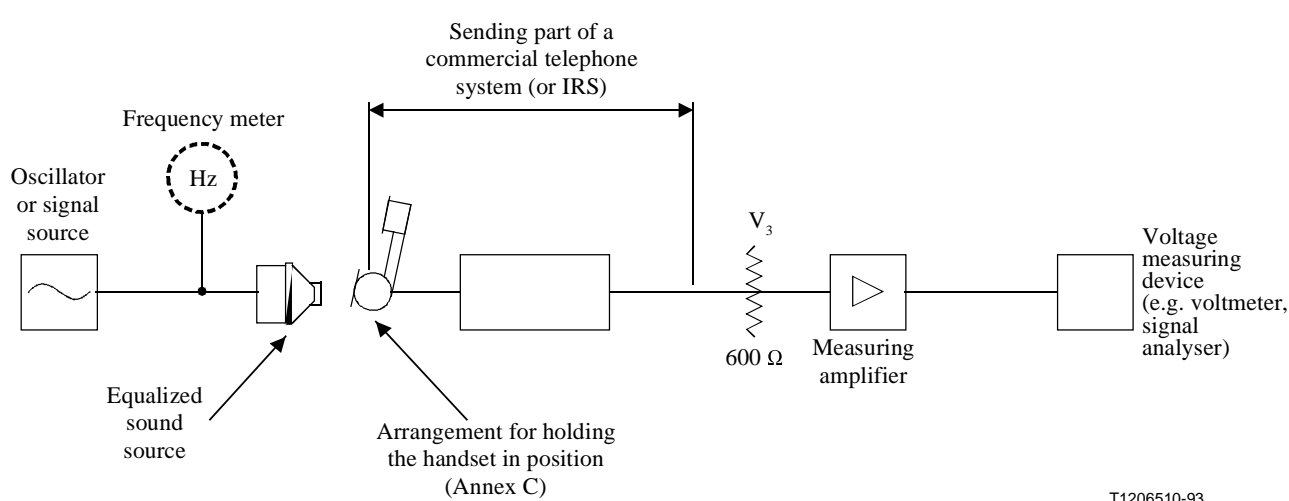 Sending part of a
commercial telephone
system (or IRS)
Frequency meter
Hz
Oscillator
or signal
source
V3
Voltage
measuring
device
(e.g. voltmeter,
signal
analyser)
600 Ω
Measuring
amplifier
Equalized
sound
source
Arrangement for holding
the handset in position
(Annex C)
T1206510-93